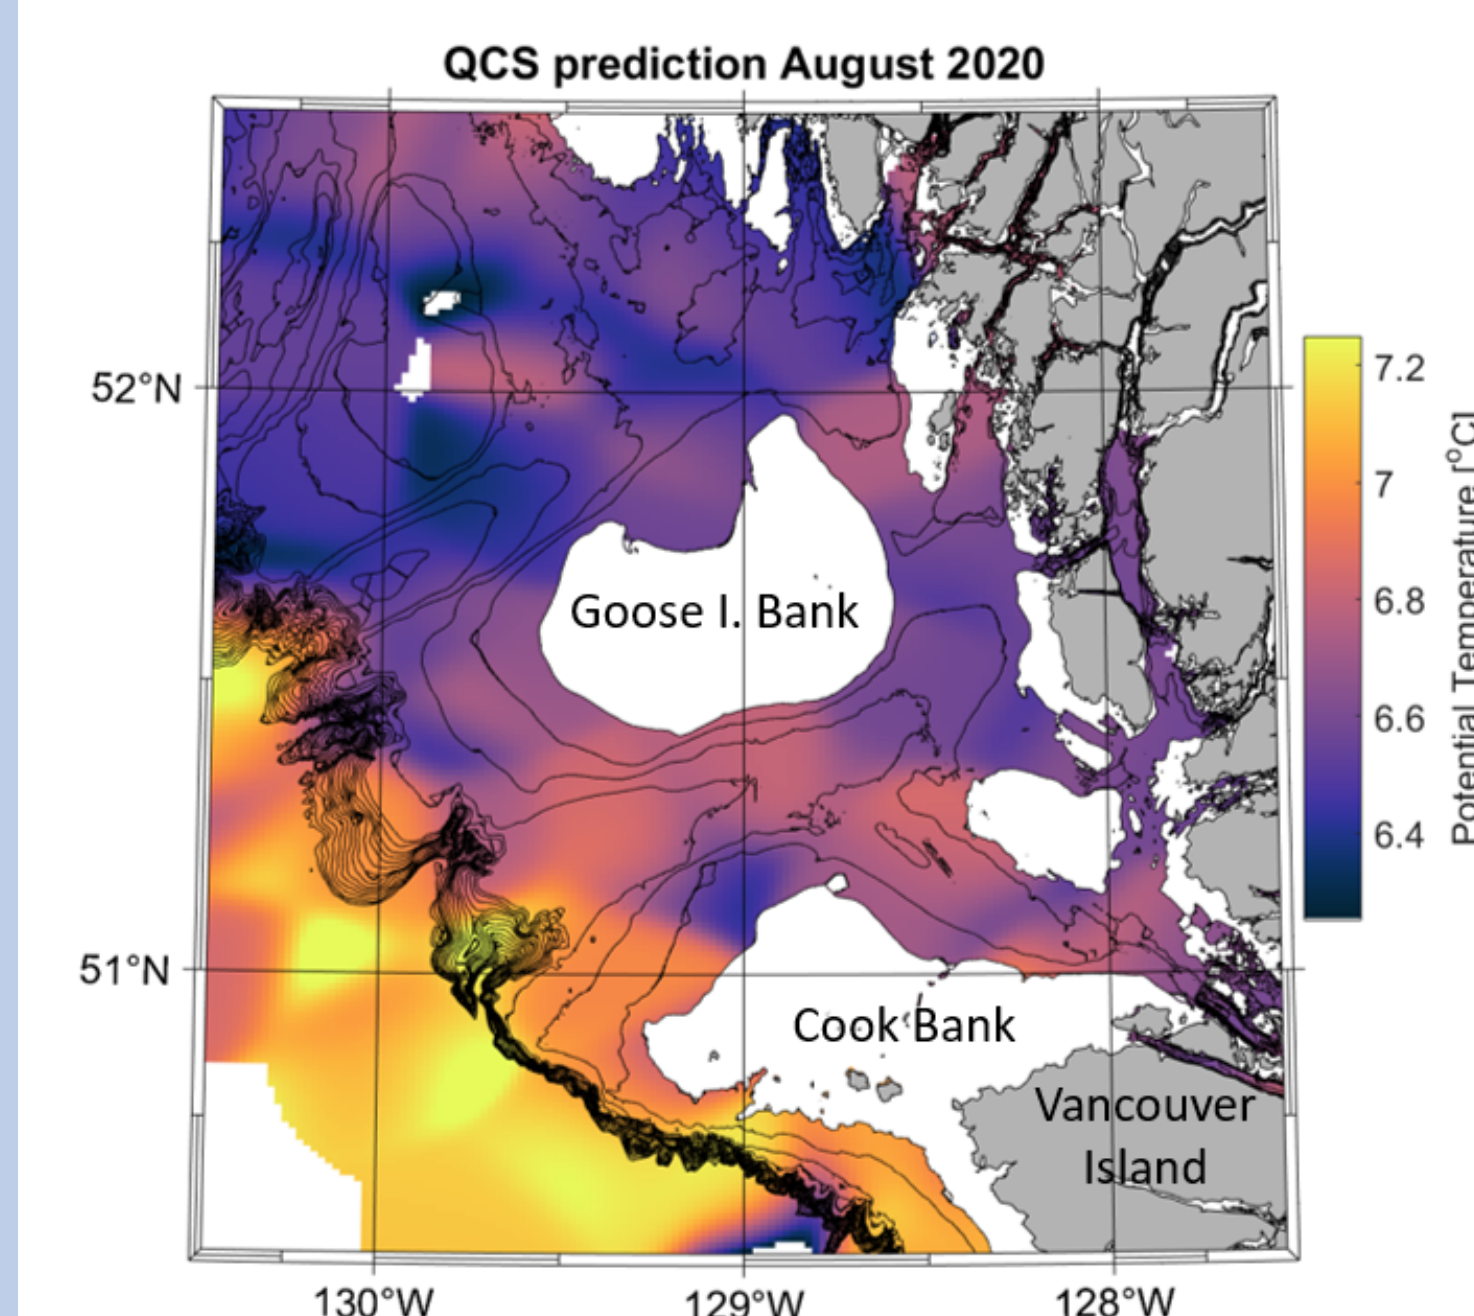 QCS prediction August 2020
52°N
51°N
130°W
129°W
128°W
Goose I. Bank
Cook Bank
Vancouver
Island
7.2
7
6.8
6.6
6.4
Potential Temperature [°C]